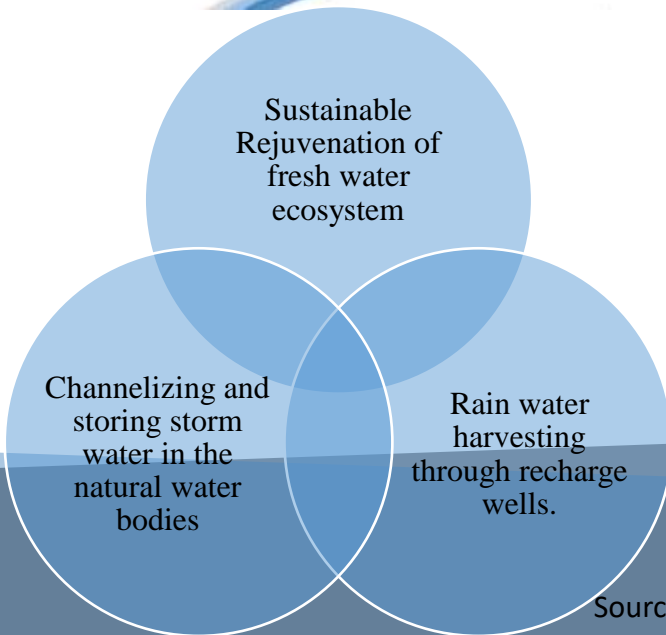 Sustainable
Rejuvenation of
fresh water
ecosystem
Channelizing and
storing storm
water in the
natural water
bodies
Rain water
harvesting
through recharge
wells.
Sourc